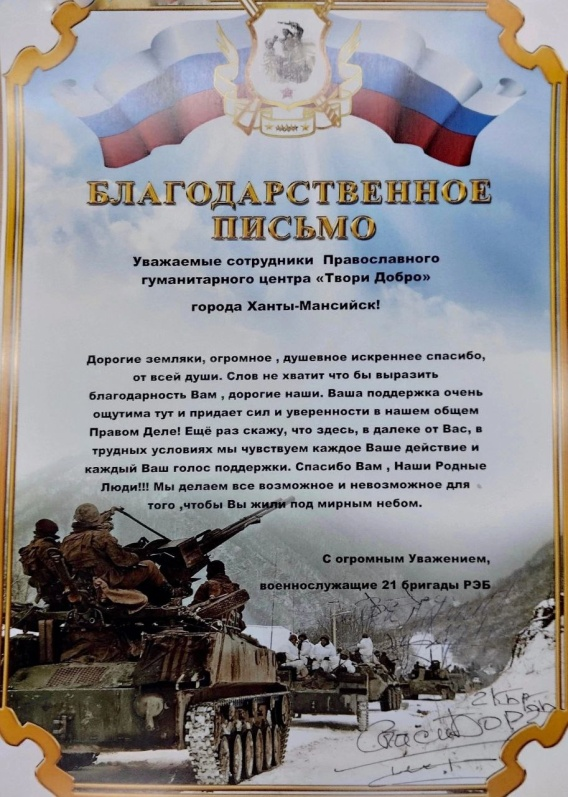 БЛАГОДАРСТВЕННОЕ
ПИСЬМО
Уважаемые сотрудники Православного
гуманитарного центра «Твори Добро»
города Ханты-Мансийск!
Дорогие земляки, огромное , душевное искреннее спасибо,
от всей души. Слов не хватит что бы выразить
благодарность Вам , дорогие наши. Ваша поддержка очень
ощутима тут и придает сил и уверенности в нашем общем
Правом Деле! Ещё раз скажу, что здесь, в далеке от Вас, в
трудных условиях мы чувствуем каждое Ваше действие и
каждый Ваш голос поддержки. Спасибо Вам , Наши Родные
Люди!!! Мы делаем все возможное и невозможное для
того ,чтобы Вы жили под мирным небом.
С огромным Уважением,
военнослужащие 21 бригады РЭБ